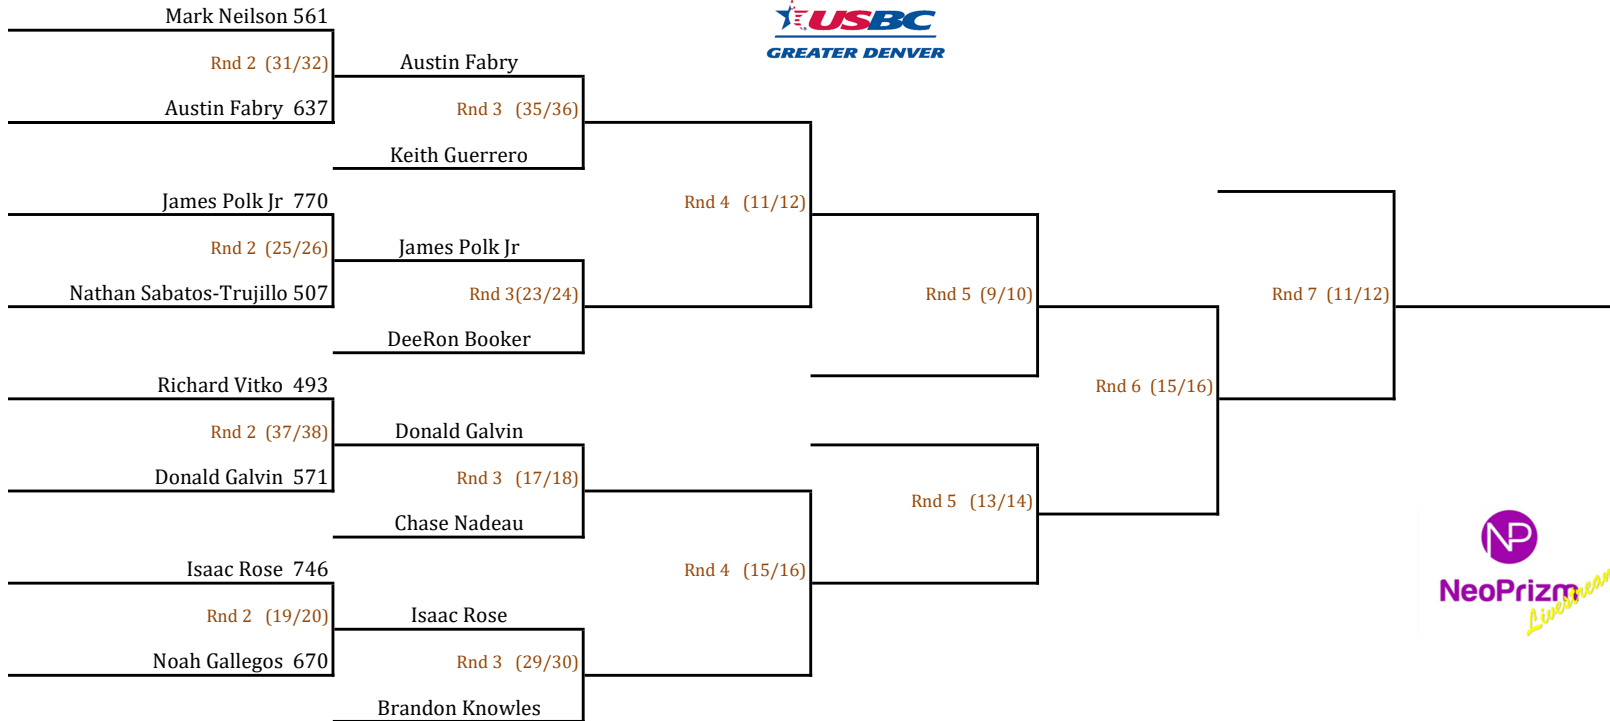 Mark Neilson 561
USBC
GREATER DENVER
Rnd 2 (31/32)
Austin Fabry
Austin Fabry 637
Rnd 3 (35/36)
Keith Guerrero
James Polk Jr 770
Rnd 4 (11/12)
Rnd 2 (25/26)
James Polk Jr
Nathan Sabatos-Trujillo 507
Rnd 3(23/24)
Rnd 5 (9/10)
Rnd 7 (11/12)
DeeRon Booker
Richard Vitko 493
Rnd 6 (15/16)
Rnd 2 (37/38)
Donald Galvin
Donald Galvin 571
Rnd 3 (17/18)
Rnd 5 (13/14)
Chase Nadeau
Isaac Rose 746
Rnd 4 (15/16)
Rnd 2 (19/20)
Isaac Rose
Noah Gallegos 670
Rnd 3 (29/30)
Brandon Knowles
NP
NeoPrizm
Livestream